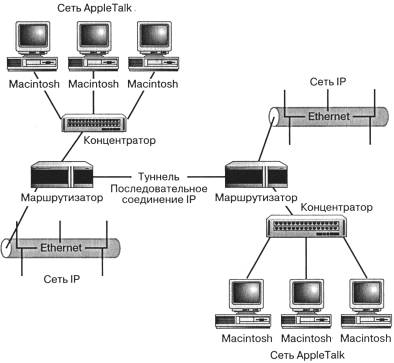 Сеть AppleTalk
Macintosh Macintosh Macintosh
Концентратор
Сеть IP
Ethernet
Маршрутизатор
Туннель
Последовательное
соединение IP
Маршрутизатор
Концентратор
Ethernet
Сеть IP
Macintosh Macintosh Macintosh
Сеть AppleTalk